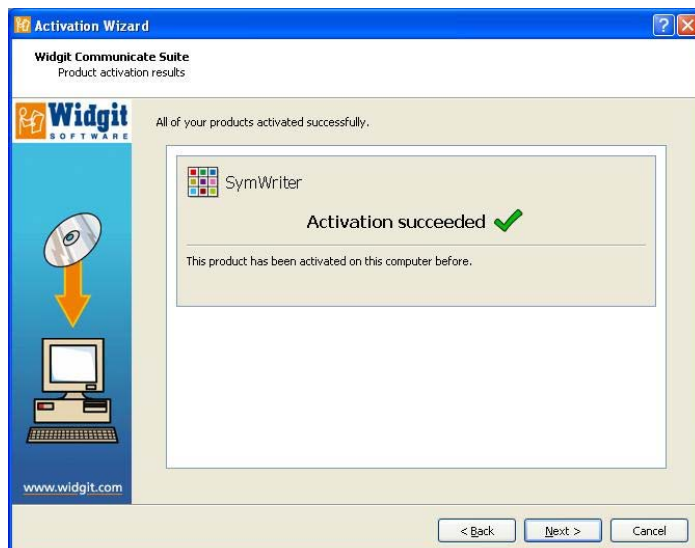 Activation Wizard
Widgit Communicate Suite
Product activation results
Widgit
SOFTWARE
All of your products activated successfully.
SymWriter
Activation succeeded
This product has been activated on this computer before.
www.widgit.com
< Back
Next >
Cancel